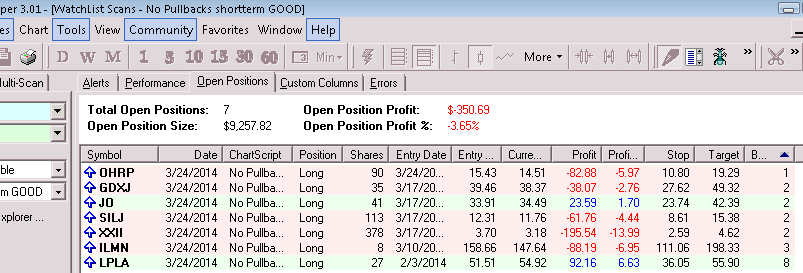 per 3.01 - [WatchList Scans - No Pullbacks shortterm GOOD]
es Chart Tools View Community Favorites Window Help
D W M 1 3 10 15 30 60 Min More
ulti-Scan Alerts Performance Open Positions Custom Columns Errors
Total Open Positions: 7 Open Position Profit: $-350.69
Open Position Size: $9,257.82 Open Position Profit %: -3.65%
Symbol Date ChartScript Position Shares Entry Date Entry ... Curre... Profit Profi... Stop Target B...
OHRP 3/24/2014 No Pullba... Long 90 3/24/20... 15.43 14.51 -82.88 -5.97 10.80 19.29 1
GDXJ 3/24/2014 No Pullba... Long 35 3/17/20... 39.46 38.37 -38.07 -2.76 27.62 49.32 2
JO 3/24/2014 No Pullba... Long 41 3/17/20... 33.91 34.49 23.59 1.70 23.74 42.39 2
SILJ 3/24/2014 No Pullba... Long 113 3/17/20... 12.31 11.76 -61.76 -4.44 8.61 15.38 2
XXII 3/24/2014 No Pullba... Long 378 3/17/20... 3.70 3.18 -195.54 -13.99 2.59 4.62 2
ILMN 3/24/2014 No Pullba... Long 8 3/10/20... 158.66 147.64 -88.19 -6.95 111.06 198.33 3
LPLA 3/24/2014 No Pullba... Long 27 2/3/2014 51.51 54.92 92.16 6.63 36.05 55.90 8
ble
m GOOD
xplorer ...